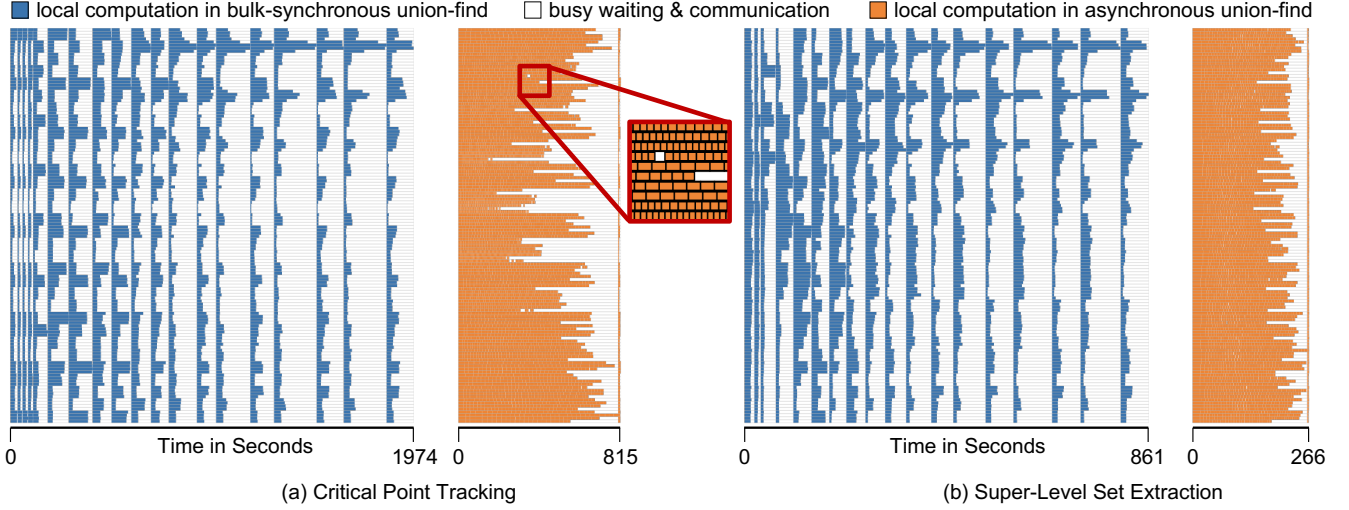 local computation in bulk-synchronous union-find busy waiting & communication local computation in asynchronous union-find
Time in Seconds Time in Seconds
0 1974 0 815 0 861 0 266
(a) Critical Point Tracking (b) Super-Level Set Extraction